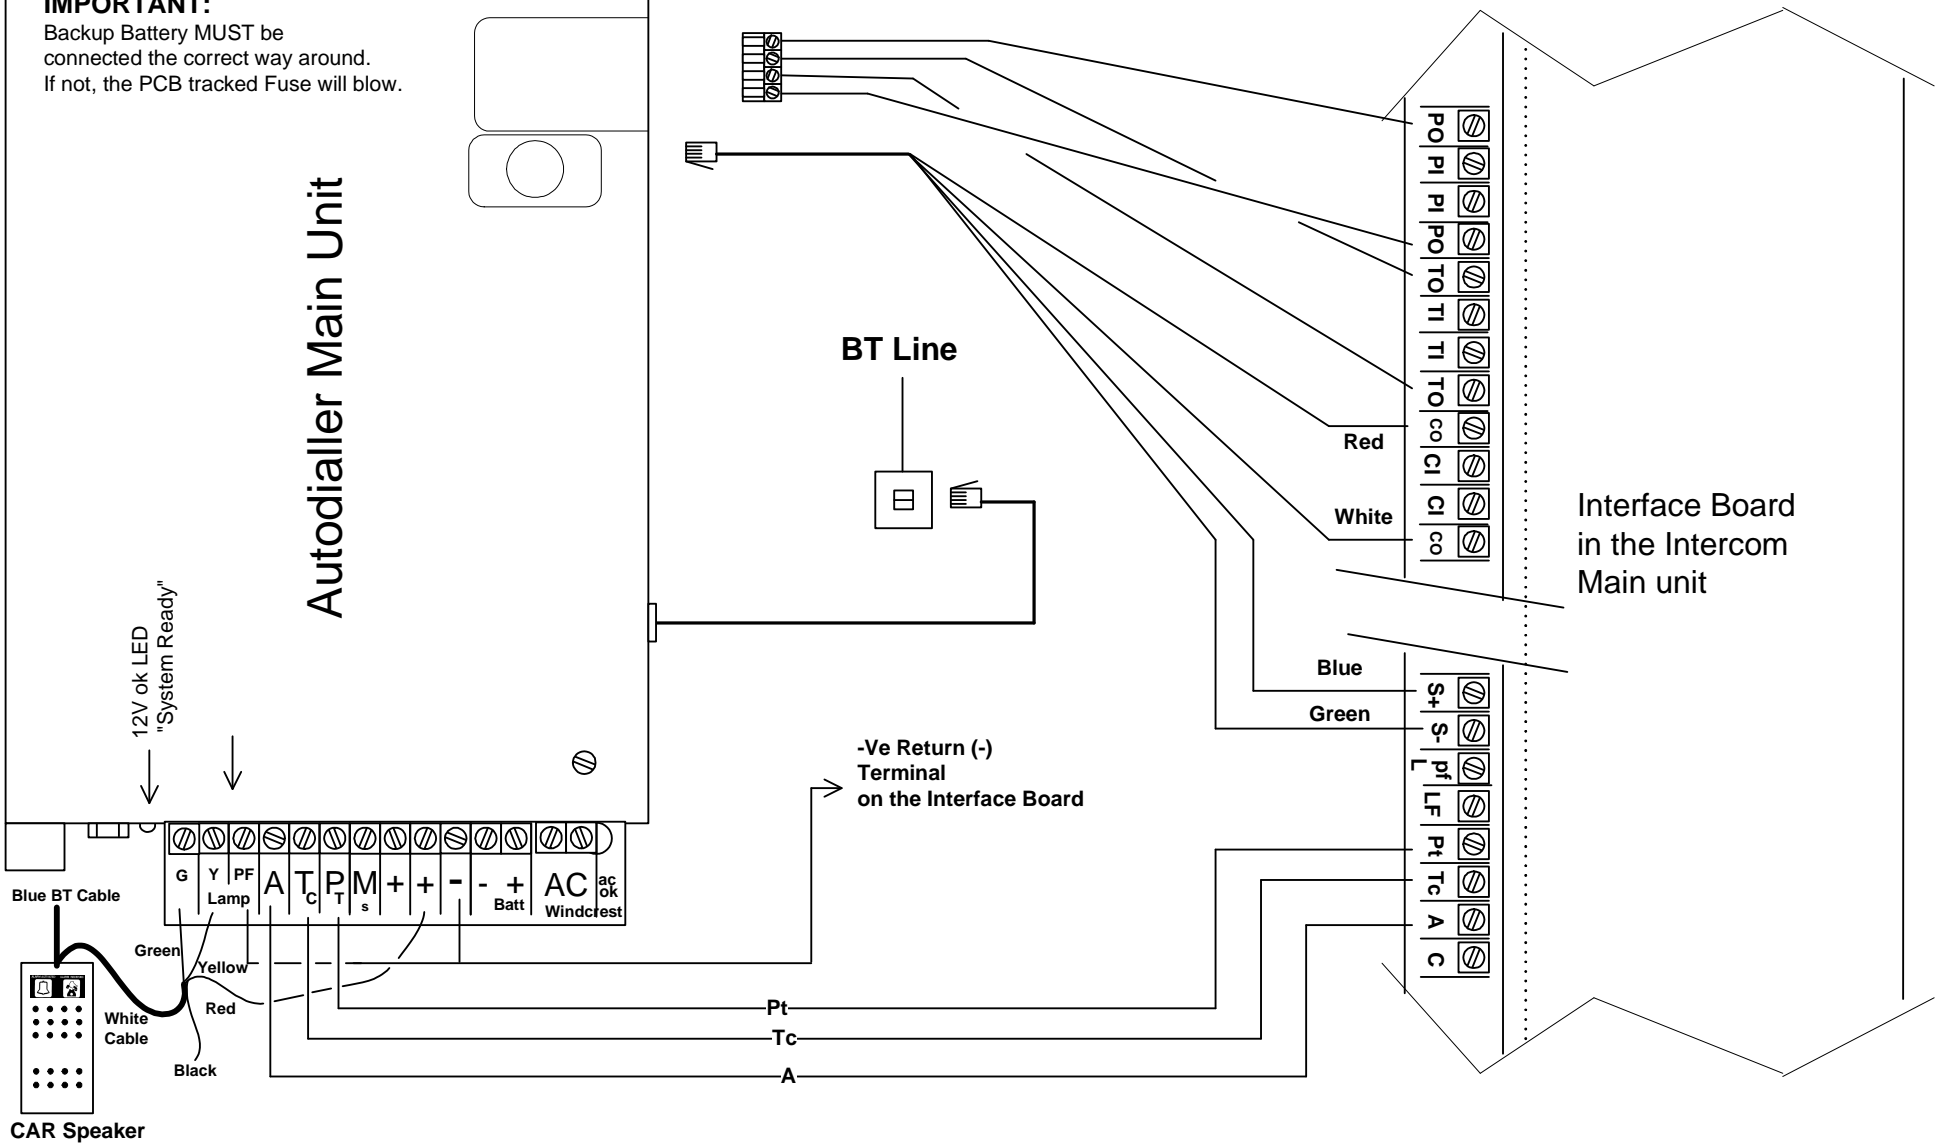 IMPORTANT:
Backup Battery MUST be
connected the correct way around.
If not, the PCB tracked Fuse will blow.
Autodialler Main Unit
12V ok LED
"System Ready"
BT Line
PO
PI
PI
PO
TO
TI
TI
TO
CO
CI
CI
CO
Red
White
Interface Board
in the Intercom
Main unit
Blue
Green
S+
S-
pf
L
LF
Pt
Tc
A
C
-Ve Return (-)
Terminal
on the Interface Board
G Y PF A Tc PT Ms + + - - + AC ac ok
Lamp
Batt
Windcrest
Blue BT Cable
Green
Yellow
Red
White
Cable
Black
Pt
Tc
A
CAR Speaker